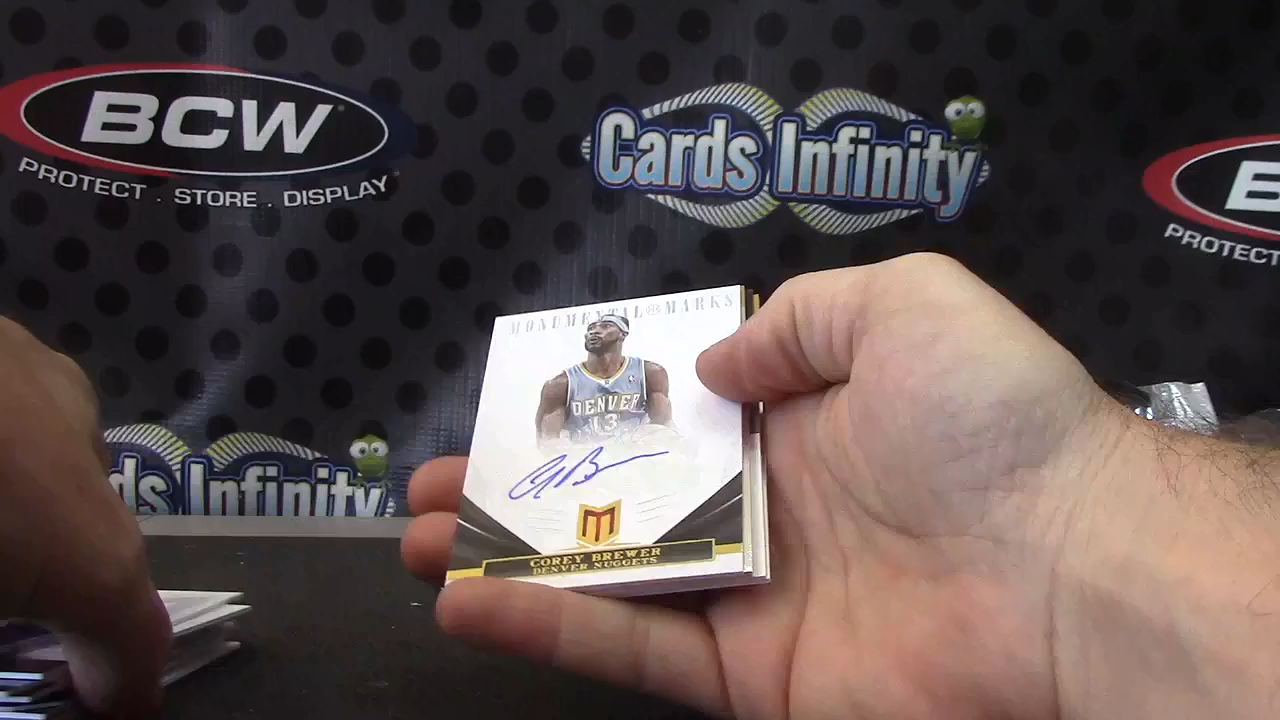 BCW
PROTECT . STORE . DISPLAY
Cards Infinity
B
PROTECT
MONUMENTAL MARKS
DENVER
13
M
COREY BREWER
DENVER NUGGETS
ds Infinity